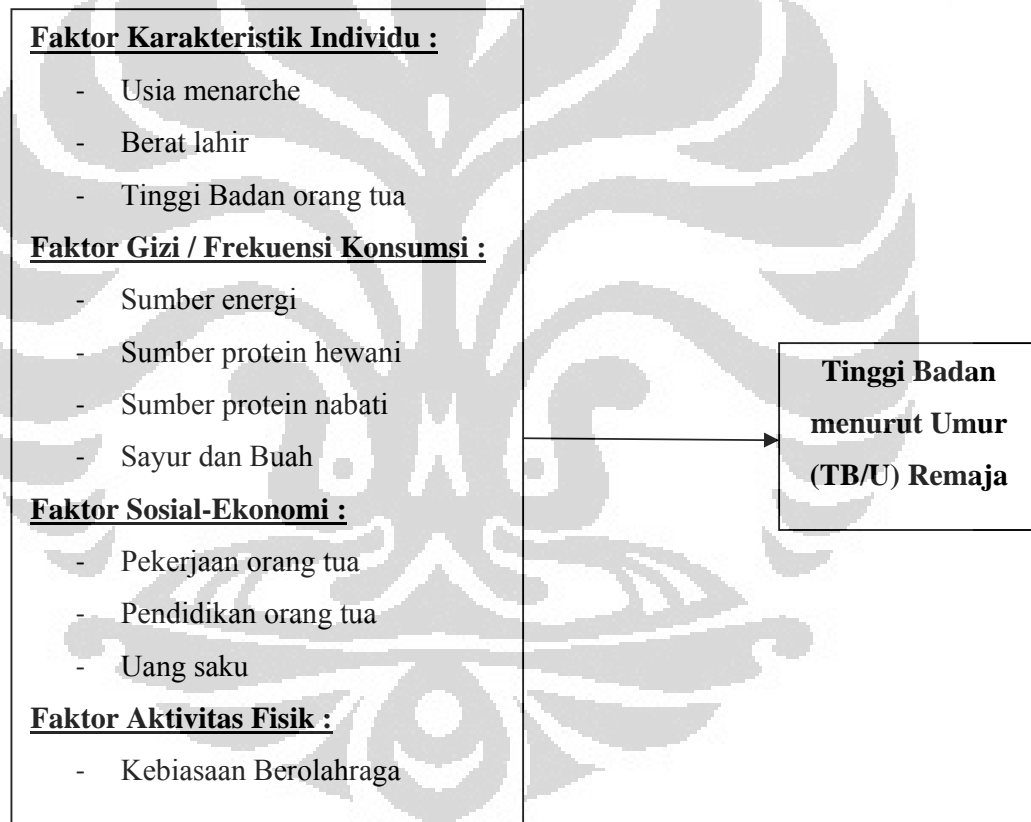 Faktor Karakteristik Individu :
- Usia menarche
- Berat lahir
- Tinggi Badan orang tua
Faktor Gizi / Frekuensi Konsumsi :
- Sumber energi
- Sumber protein hewani
- Sumber protein nabati
- Sayur dan Buah
Faktor Sosial-Ekonomi :
- Pekerjaan orang tua
- Pendidikan orang tua
- Uang saku
Faktor Aktivitas Fisik :
- Kebiasaan Berolahraga
Tinggi Badan
menurut Umur
(TB/U) Remaja